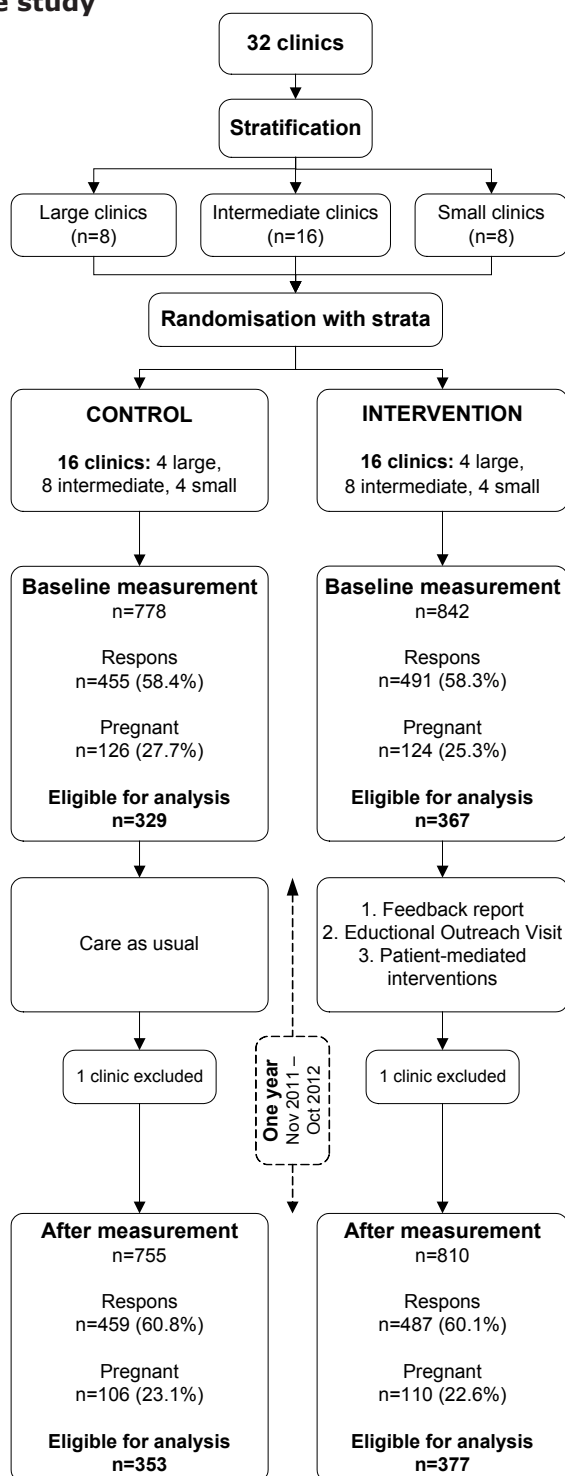 e study
32 clinics
Stratification
Large clinics
(n=8)
Intermediate clinics
(n=16)
Small clinics
(n=8)
Randomisation with strata
CONTROL
16 clinics: 4 large,
8 intermediate, 4 small
INTERVENTION
16 clinics: 4 large,
8 intermediate, 4 small
Baseline measurement
n=778
Respons
n=455 (58.4%)
Pregnant
n=126 (27.7%)
Eligible for analysis
n=329
Baseline measurement
n=842
Respons
n=491 (58.3%)
Pregnant
n=124 (25.3%)
Eligible for analysis
n=367
Care as usual
1. Feedback report
2. Eductional Outreach Visit
3. Patient-mediated
interventions
1 clinic excluded
One year
Nov 2011 –
Oct 2012
1 clinic excluded
After measurement
n=755
Respons
n=459 (60.8%)
Pregnant
n=106 (23.1%)
Eligible for analysis
n=353
After measurement
n=810
Respons
n=487 (60.1%)
Pregnant
n=110 (22.6%)
Eligible for analysis
n=377